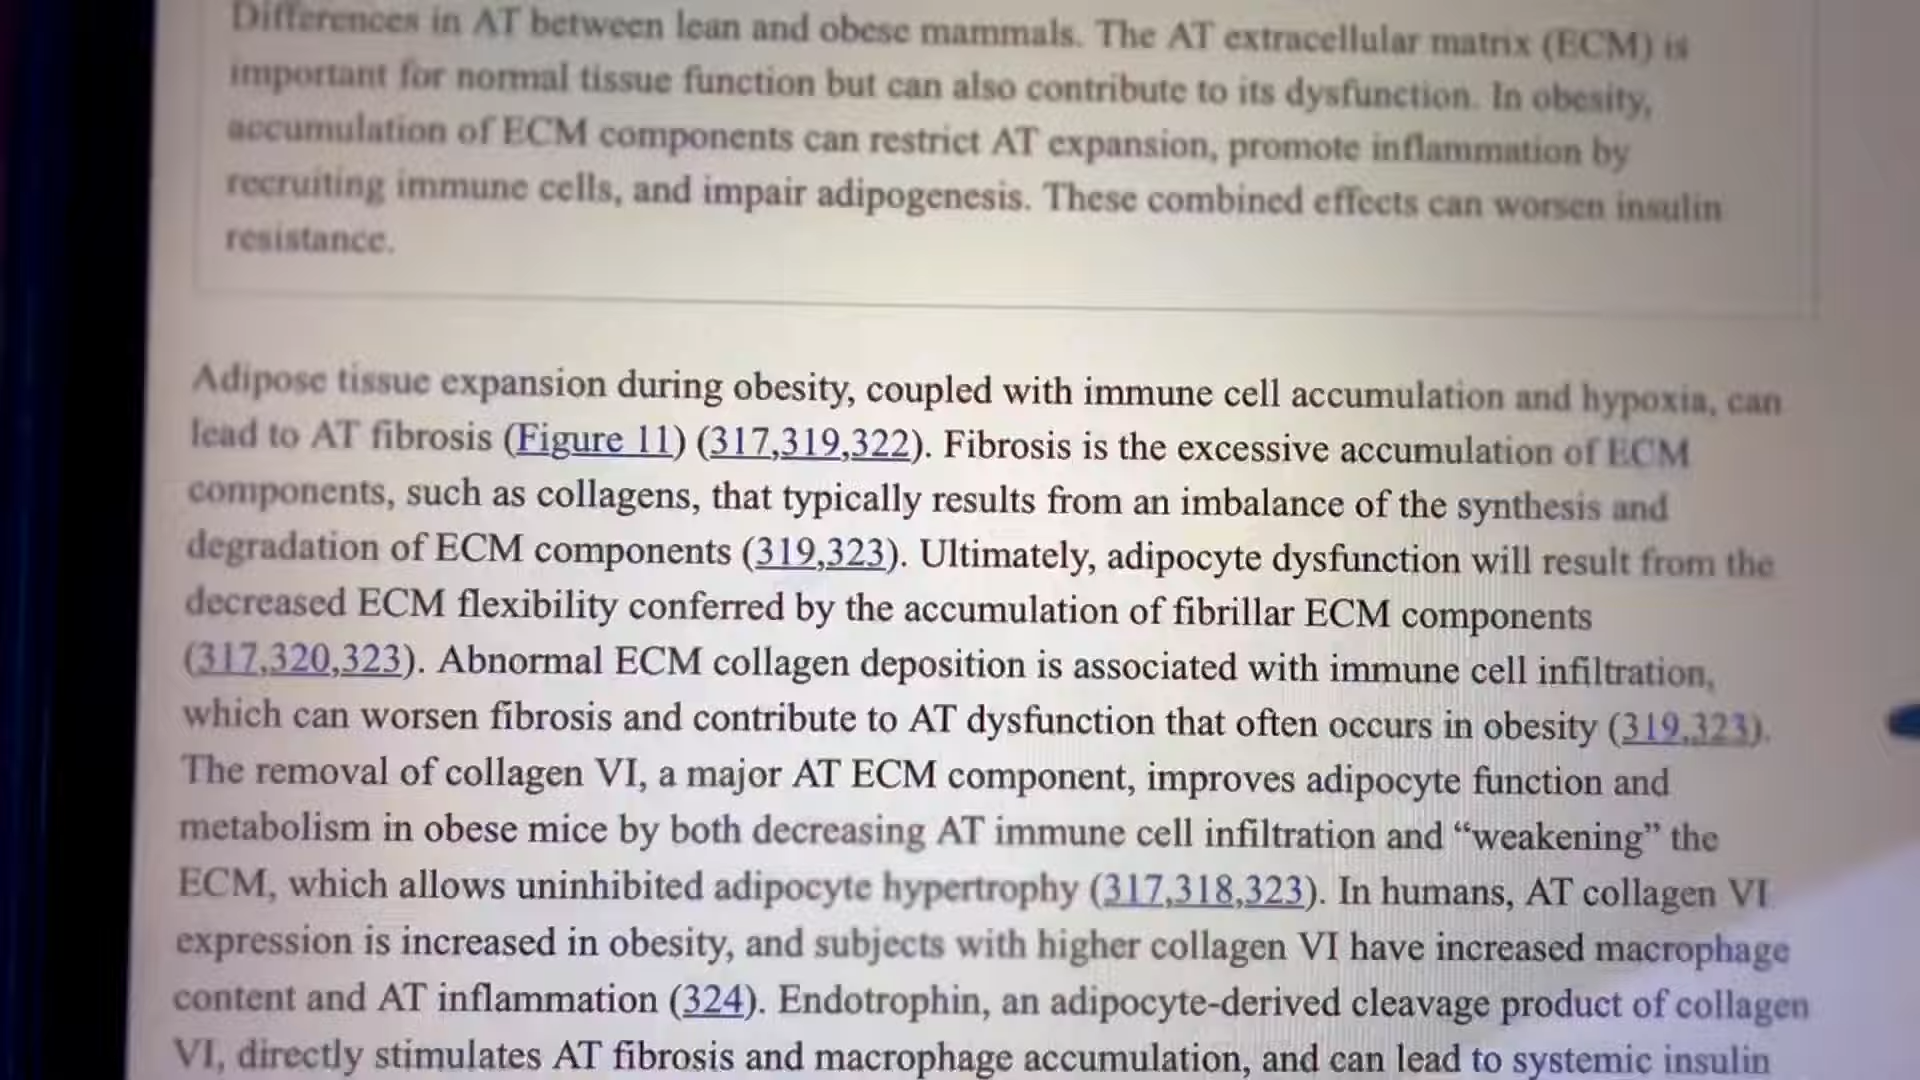 Differences in AT between lean and obese mammals. The AT extracellular matrix (ECM) is
important for normal tissue function but can also contribute to its dysfunction. In obesity,
accumulation of ECM components can restrict AT expansion, promote inflammation by
recruiting immune cells, and impair adipogenesis. These combined effects can worsen insulin
resistance.
Adipose tissue expansion during obesity, coupled with immune cell accumulation and hypoxia, can
lead to AT fibrosis (Figure 11) (317,319,322). Fibrosis is the excessive accumulation of ECM
components, such as collagens, that typically results from an imbalance of the synthesis and
degradation of ECM components (319,323). Ultimately, adipocyte dysfunction will result from the
decreased ECM flexibility conferred by the accumulation of fibrillar ECM components
(317,320,323). Abnormal ECM collagen deposition is associated with immune cell infiltration,
which can worsen fibrosis and contribute to AT dysfunction that often occurs in obesity (319,323).
The removal of collagen VI, a major AT ECM component, improves adipocyte function and
metabolism in obese mice by both decreasing AT immune cell infiltration and “weakening” the
ECM, which allows uninhibited adipocyte hypertrophy (317,318,323). In humans, AT collagen VI
expression is increased in obesity, and subjects with higher collagen VI have increased macrophage
content and AT inflammation (324). Endotrophin, an adipocyte-derived cleavage product of collagen
VI, directly stimulates AT fibrosis and macrophage accumulation, and can lead to systemic insulin